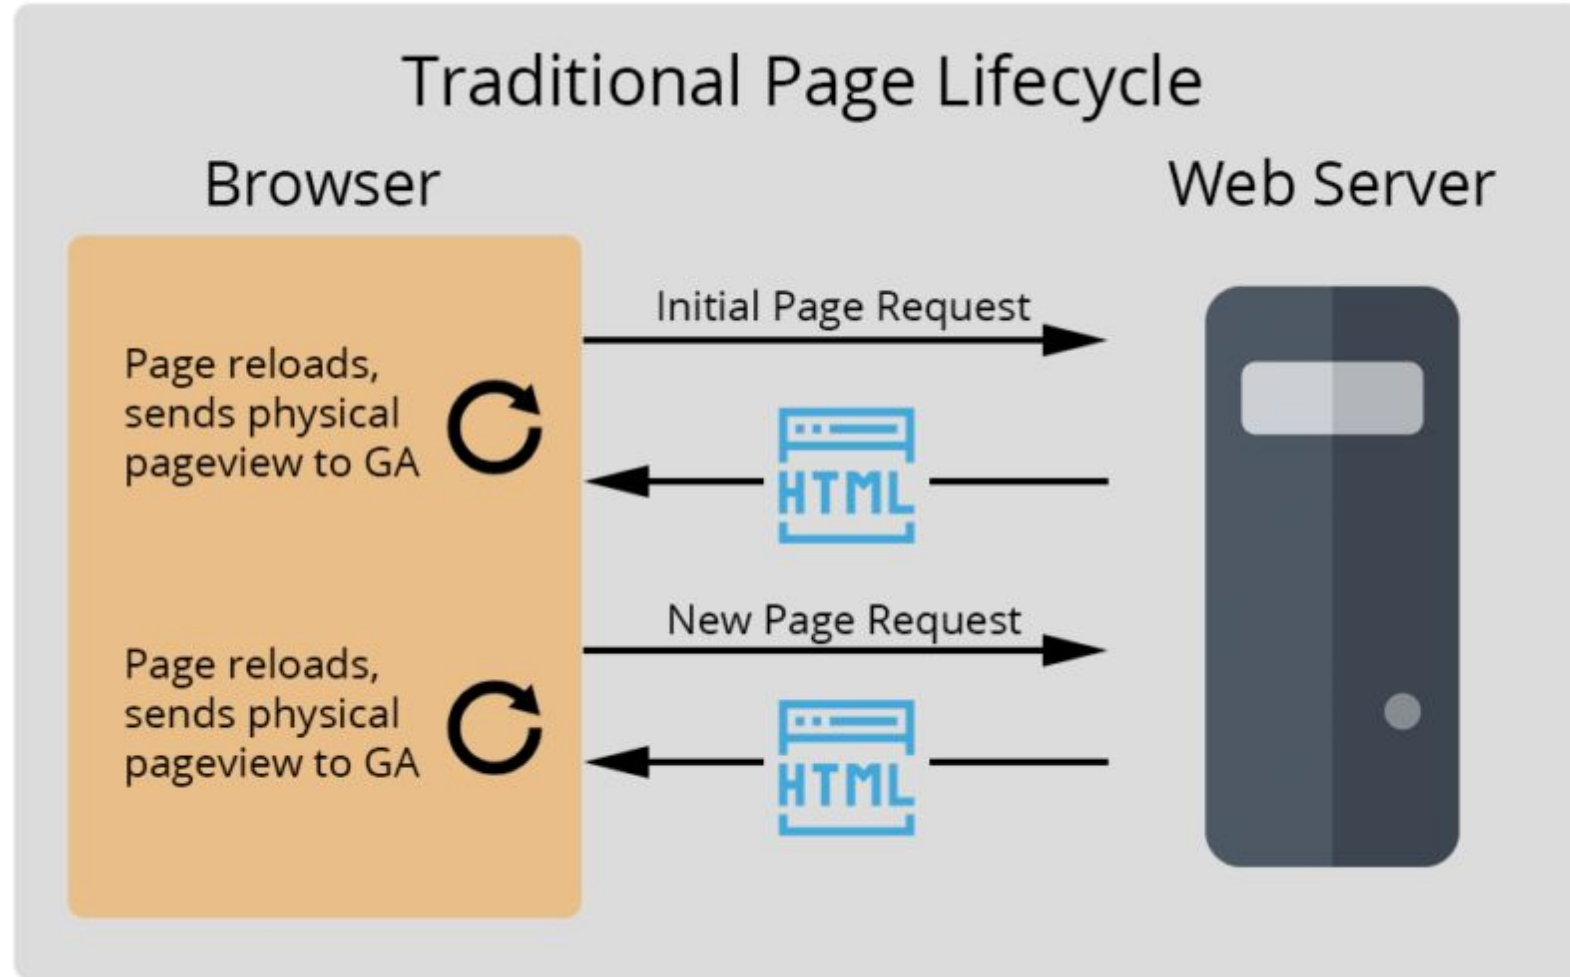 Traditional Page Lifecycle
Browser
Web Server
Initial Page Request
Page reloads,
sends physical
pageview to GA
HTML
New Page Request
Page reloads,
sends physical
pageview to GA
HTML